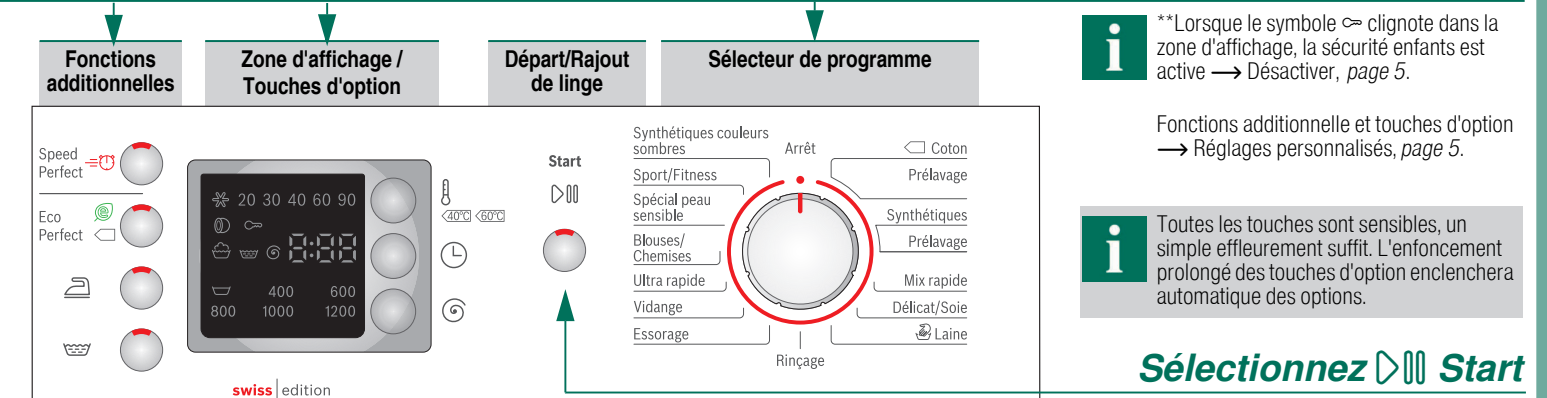 Fonctions
additionnelles
Zone d'affichage /
Touches d'option
Départ/Rajout
de linge
Sélecteur de programme
Speed
Perfect
Eco
Perfect
20 30 40 60 90
8:88
400 600
800 1000 1200
40°C 60°C
swiss edition
Start
Synthétiques couleurs
sombres
Sport/Fitness
Spécial peau
sensible
Blouses/
Chemises
Ultra rapide
Vidange
Essorage
Arrêt
Rinçage
Coton
Prélavage
Synthétiques
Prélavage
Mix rapide
Délicat/Soie
Laine
**Lorsque le symbole clignote dans la
zone d'affichage, la sécurité enfants est
active ⟶ Désactiver, page 5.
Fonctions additionnelle et touches d'option
⟶ Réglages personnalisés, page 5.
Toutes les touches sont sensibles, un
simple effleurement suffit. L'enfoncement
prolongé des touches d'option enclenchera
automatique des options.
Sélectionnez Start